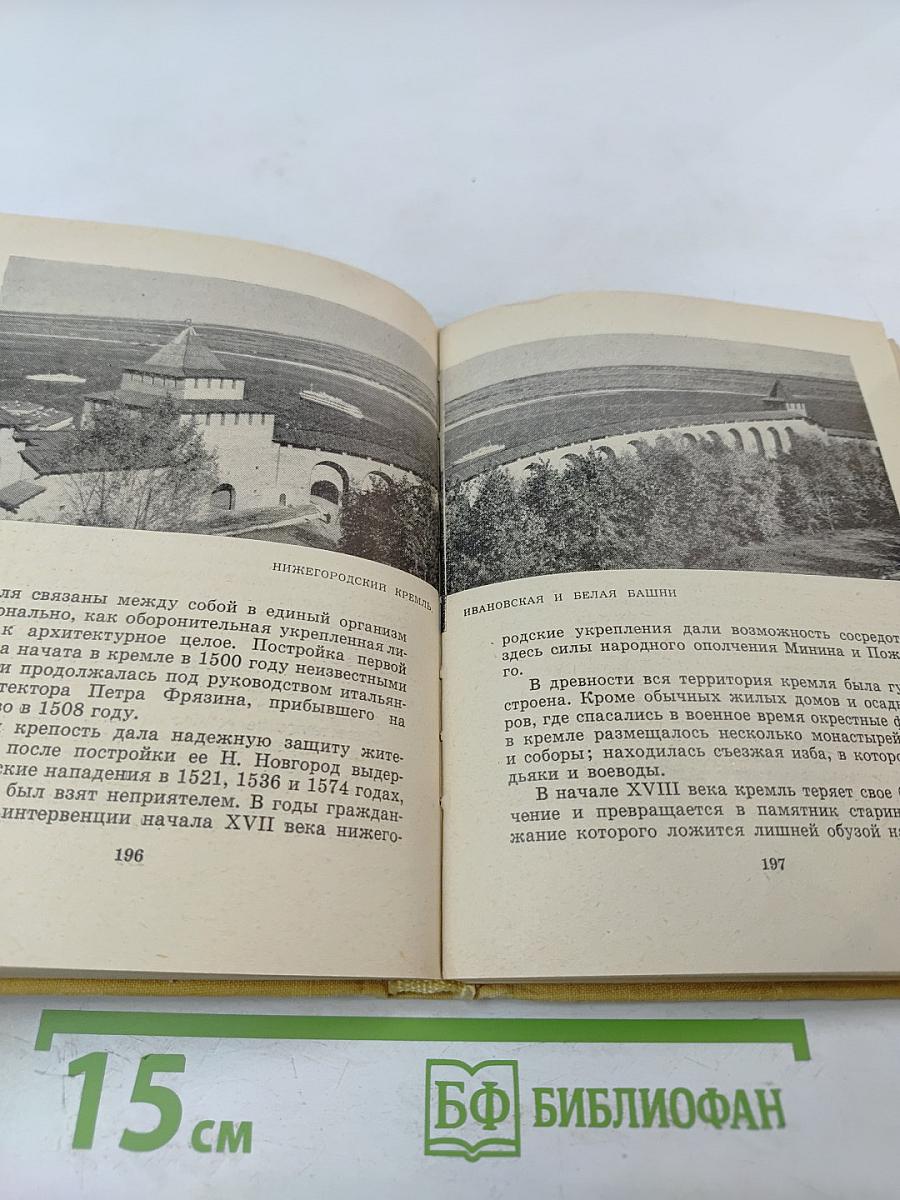 НИЖЕГОРОДСКИЙ КРЕМЛЬ
ля связаны между собой в единый организм
онально, как оборонительная укрепленная ли-
к архитектурное целое. Постройка первой
а начата в кремле в 1500 году неизвестными
и продолжалась под руководством итальян-
тектора Петра Фрязина, прибывшего на
во в 1508 году.
крепость дала надежную защиту жите-
после постройки ее Н. Новгород выдер-
ские нападения в 1521, 1536 и 1574 годах,
был взят неприятелем. В годы граждан-
интервенции начала XVII века нижего-
196
ИВАНОВСКАЯ И БЕЛАЯ БАШНИ
родские укрепления дали возможность сосредот
здесь силы народного ополчения Минина и Пож
го.
В древности вся территория кремля была гу
строена. Кроме обычных жилых домов и осадн
ров, где спасались в военное время окрестные ф
в кремле размещалось несколько монастырей
и соборы; находилась съезжая изба, в которо
дьяки и воеводы.
В начале XVIII века кремль теряет свое
чение и превращается в памятник старин
жание которого ложится лишней обузой н
197
15 см
БФ БИБЛИОФАН